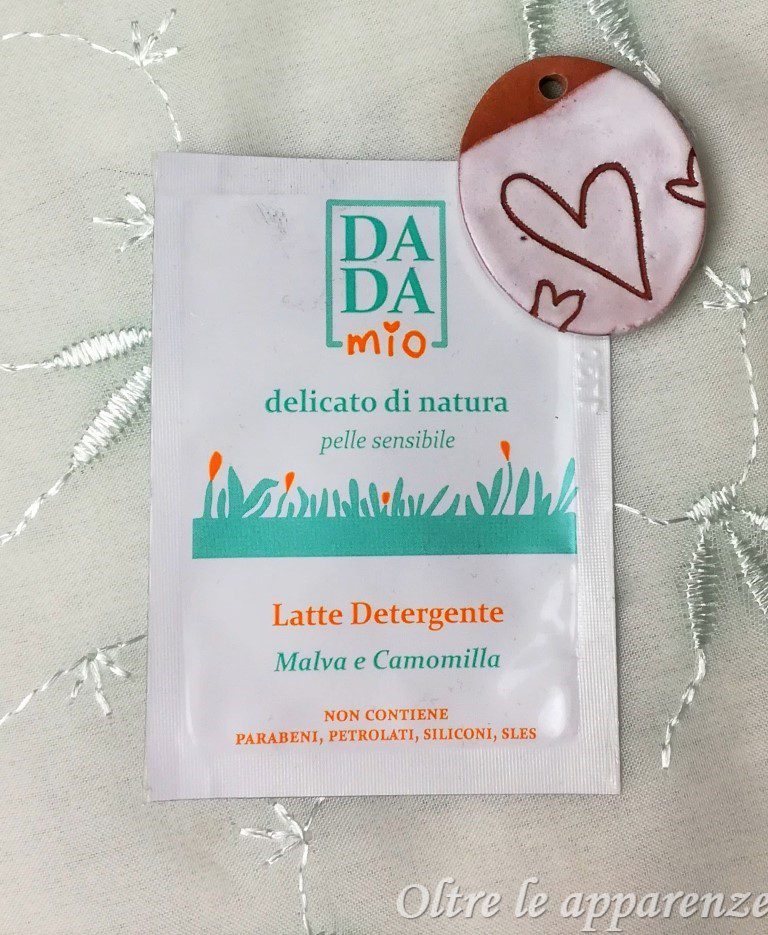 DA
DA
mio
delicato di natura
pelle sensibile
Latte Detergente
Malva e Camomilla
NON CONTIENE
PARABENI, PETROLATI, SILICONI, SLES
Oltre le apparenze